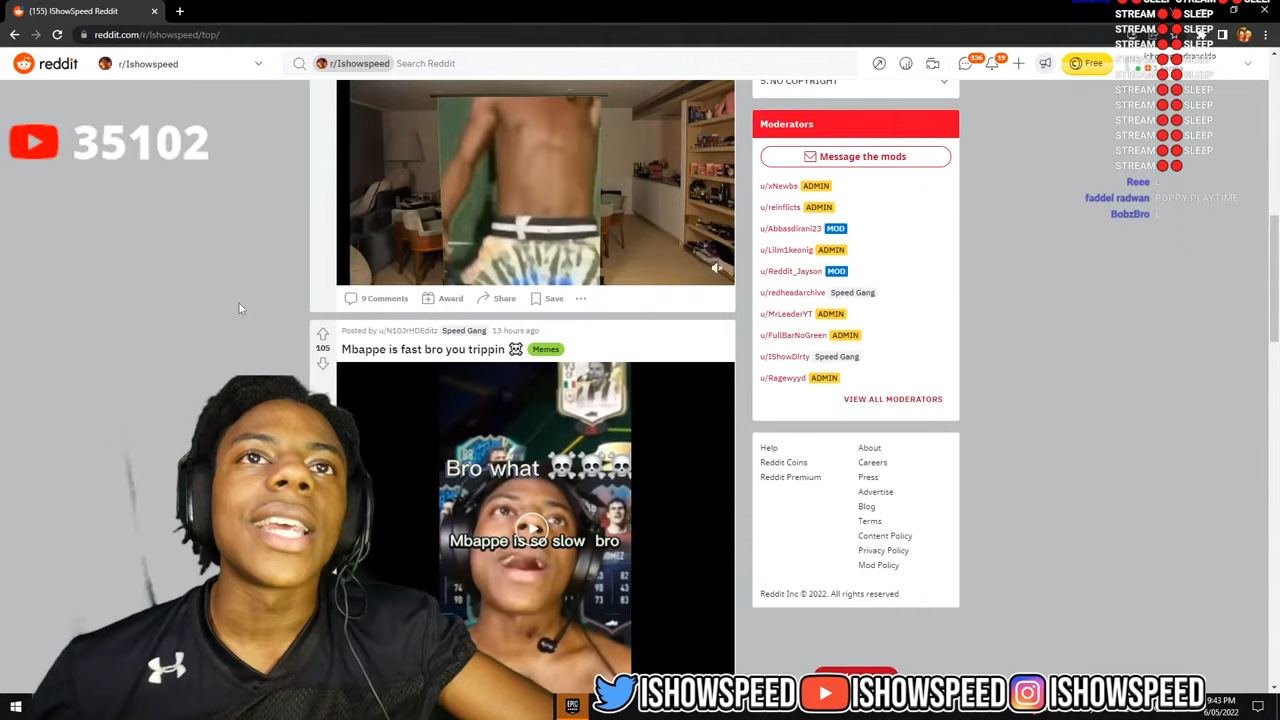 (155) IShowSpeed Reddit
reddit.com/r/Ishowspeed/top/
reddit
r/Ishowspeed
r/Ishowspeed
Search Reddit
136
19
Free
STREAM🔴🔴SLEEP
STREAM🔴🔴SLEEP
STREAM🔴🔴SLEEP
STREAM🔴🔴SLEEP
STREAM🔴🔴SLEEP
STREAM🔴🔴SLEEP
STREAM🔴🔴SLEEP
STREAM🔴🔴SLEEP
STREAM🔴🔴SLEEP
STREAM🔴🔴SLEEP
STREAM🔴🔴
Reee L
faddel radwan POPPY PLAYTIME
BobzBro L
35102
5. NO COPYRIGHT
Moderators
Message the mods
u/xNewbs ADMIN
u/reinflicts ADMIN
u/Abbasdirani23 MOD
u/Lilm1keonig ADMIN
u/Reddit_Jayson MOD
u/redheadarchive Speed Gang
u/MrLeaderYT ADMIN
u/FullBarNoGreen ADMIN
u/IShowDirty Speed Gang
u/Ragewyyd ADMIN
VIEW ALL MODERATORS
9 Comments Award Share Save ...
Posted by u/N10JrHDEditz Speed Gang 13 hours ago
105
Mbappe is fast bro you trippin ☠ Memes
Bro what ☠☠☠
Mbappe is so slow bro
Help
Reddit Coins
Reddit Premium
About
Careers
Press
Advertise
Blog
Terms
Content Policy
Privacy Policy
Mod Policy
Reddit Inc © 2022. All rights reserved
ISHOWSPEED ISHOWSPEED ISHOWSPEED
EPIC
9:43 PM
6/05/2022